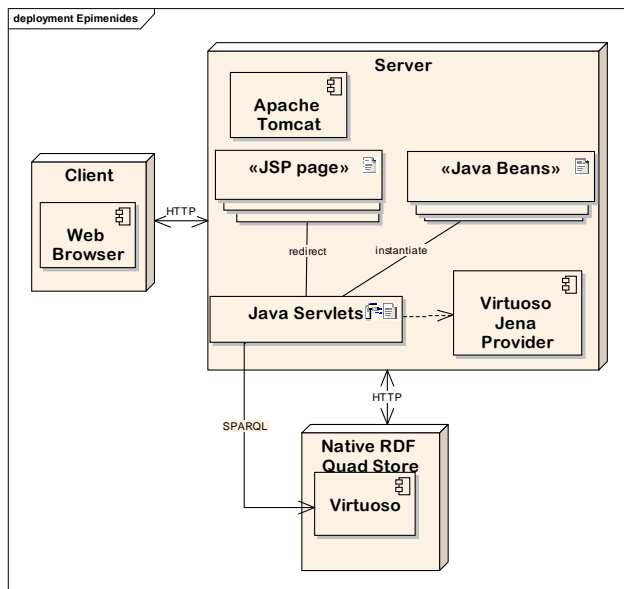 deployment Epimenides
Server
Apache
Tomcat
«JSP page»
«Java Beans»
Client
Web
Browser
HTTP
redirect
instantiate
Java Servlets
Virtuoso
Jena
Provider
HTTP
SPARQL
Native RDF
Quad Store
Virtuoso